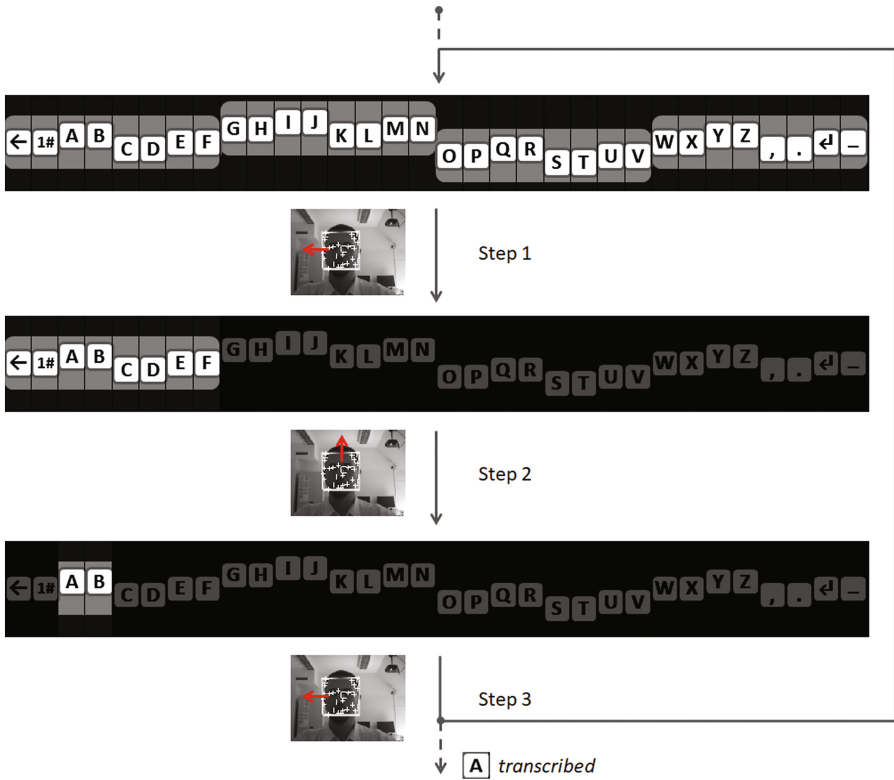 ← 1# A B C D E F G H I J K L M N O P Q R S T U V W X Y Z , . ↲ _
Step 1
← 1# A B C D E F G H I J K L M N O P Q R S T U V W X Y Z , . ↲ _
Step 2
← 1# A B C D E F G H I J K L M N O P Q R S T U V W X Y Z , . ↲ _
Step 3
A transcribed